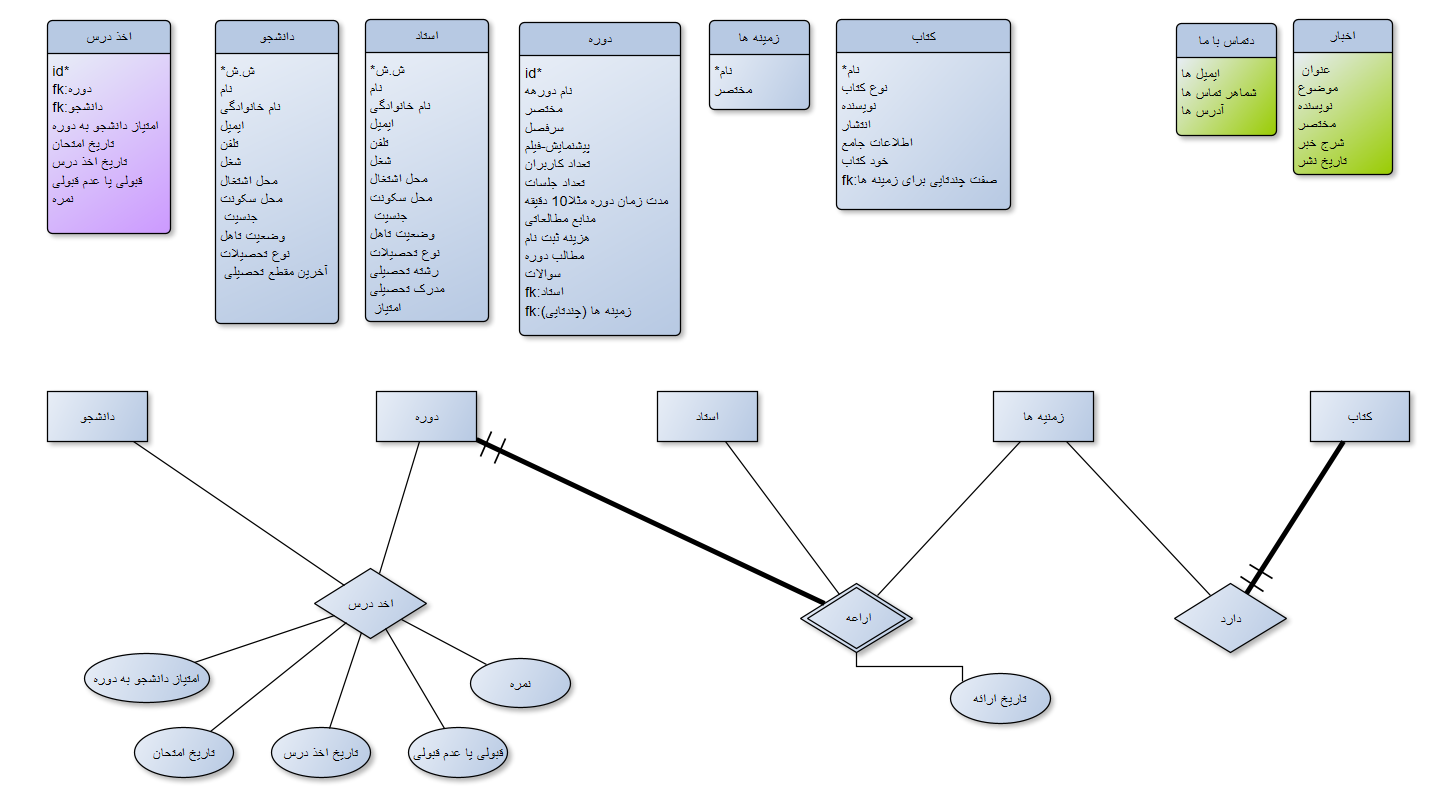 اخذ درس
id*
fk:دوره
fk:دانشجو
امتیاز دانشجو به دوره
تاریخ امتحان
تاریخ اخذ درس
قبولی یا عدم قبولی
نمره
دانشجو
*ش.ش
نام
نام خانوادگی
ایمیل
تلفن
شغل
محل اشتغال
محل سکونت
جنسیت
وضعیت تاهل
نوع تحصیلات
آخرین مقطع تحصیلی
استاد
*ش.ش
نام
نام خانوادگی
ایمیل
تلفن
شغل
محل اشتغال
محل سکونت
جنسیت
وضعیت تاهل
نوع تحصیلات
رشته تحصیلی
مدرک تحصیلی
امتیاز
دوره
id*
نام دورهه
مختصر
سرفصل
پیشنمایش-فیلم
تعداد کاربران
تعداد جلسات
مدت زمان دوره مثلا10 دقیقه
منابع مطالعاتی
هزینه ثبت نام
مطالب دوره
سوالات
fk:استاد
fk:زمینه ها (چندتایی)
زمینه ها
*نام
مختصر
کتاب
*نام
نوع کتاب
نویسنده
انتشار
اطلاعات جامع
خود کتاب
fk:صفت چندتایی برای زمینه ها
دتماس با ما
ایمیل ها
شماهر تماس ها
آدرس ها
اخبار
عنوان
موضوع
نویسنده
مختصر
شرح خبر
تاریخ نشر
دانشجو
دوره
استاد
زمنیه ها
کتاب
اخد درس
اراعه
دارد
امتیاز دانشجو به دوره
نمره
تاریخ ارائه
تاریخ امتحان
تاریخ اخذ درس
قبولی یا عدم قبولی